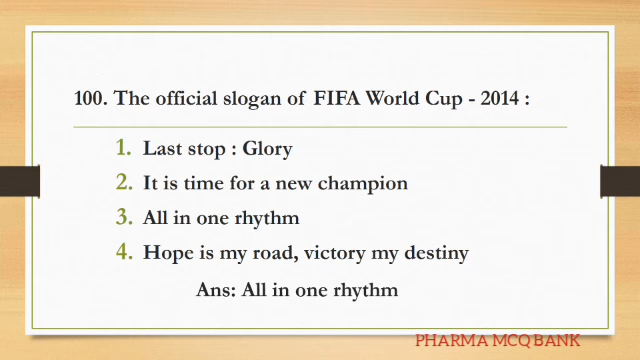 100. The official slogan of FIFA World Cup - 2014 :
1. Last stop : Glory
2. It is time for a new champion
3. All in one rhythm
4. Hope is my road, victory my destiny
Ans: All in one rhythm
PHARMA MCQ BANK